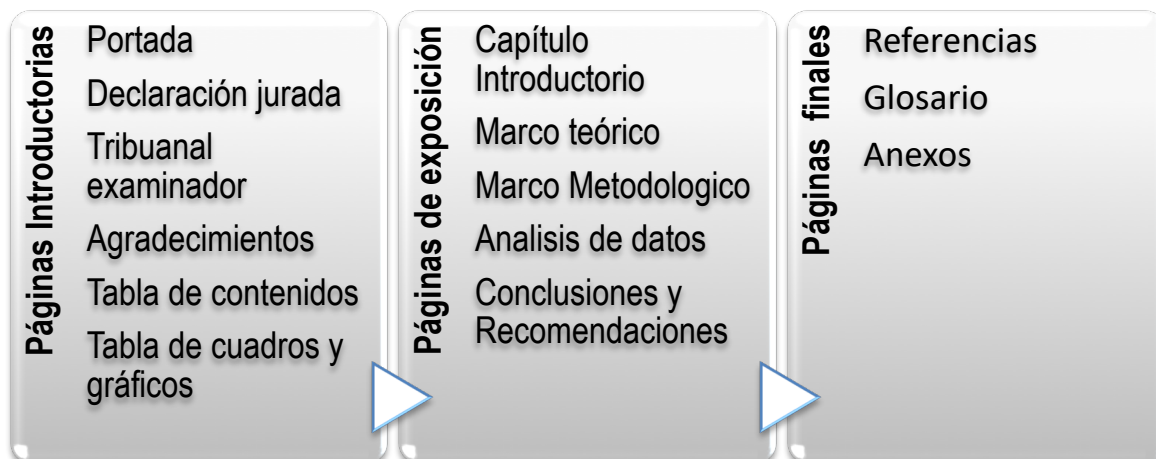 Páginas Introductorias
Portada
Declaración jurada
Tribuanal
examinador
Agradecimientos
Tabla de contenidos
Tabla de cuadros y
gráficos
Páginas de exposición
Capítulo
Introductorio
Marco teórico
Marco Metodologico
Analisis de datos
Conclusiones y
Recomendaciones
Páginas finales
Referencias
Glosario
Anexos